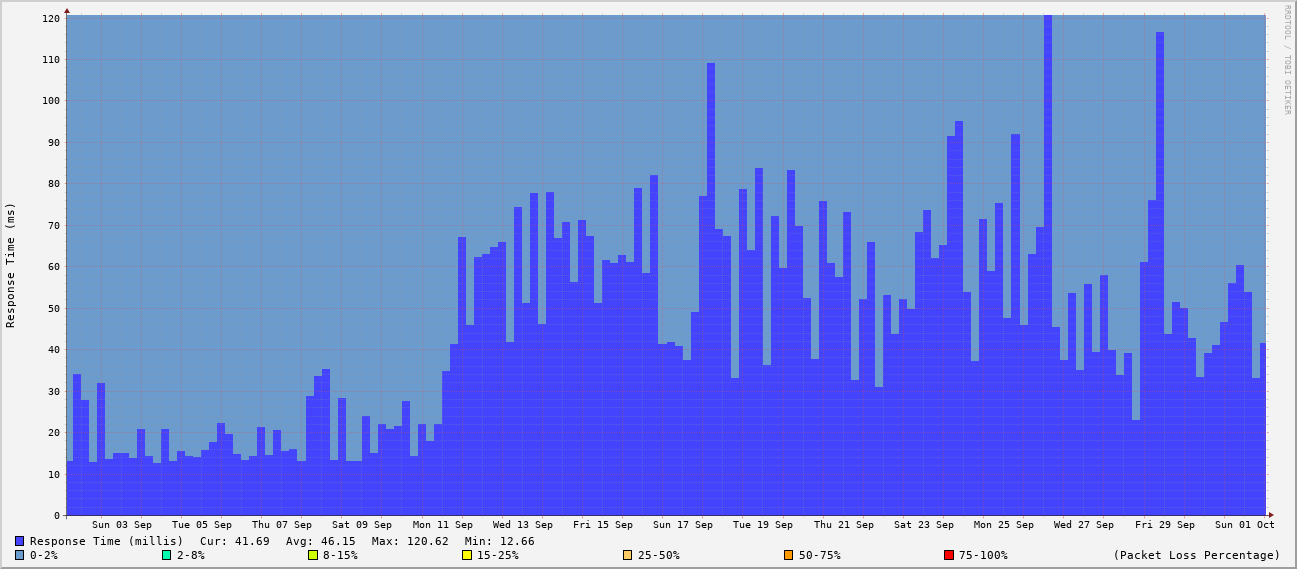 RRDTOOL / TOBI OETIKER
Response Time (ms)
120
110
100
90
80
70
60
50
40
30
20
10
0
Sun 03 Sep Tue 05 Sep Thu 07 Sep Sat 09 Sep Mon 11 Sep Wed 13 Sep Fri 15 Sep Sun 17 Sep Tue 19 Sep Thu 21 Sep Sat 23 Sep Mon 25 Sep Wed 27 Sep Fri 29 Sep Sun 01 Oct
Response Time (millis) Cur: 41.69 Avg: 46.15 Max: 120.62 Min: 12.66
0-2% 2-8% 8-15% 15-25% 25-50% 50-75% 75-100% (Packet Loss Percentage)